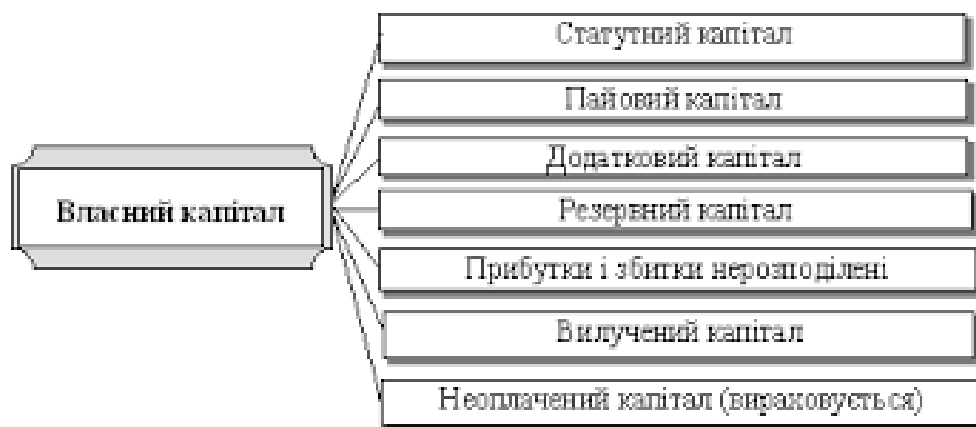 Статутний капітал
Пайовий капітал
Додатковий капітал
Власний капітал
Резервний капітал
Прибутки і збитки нерозподілені
Вилучений капітал
Неоплачений капітал (вираховується)